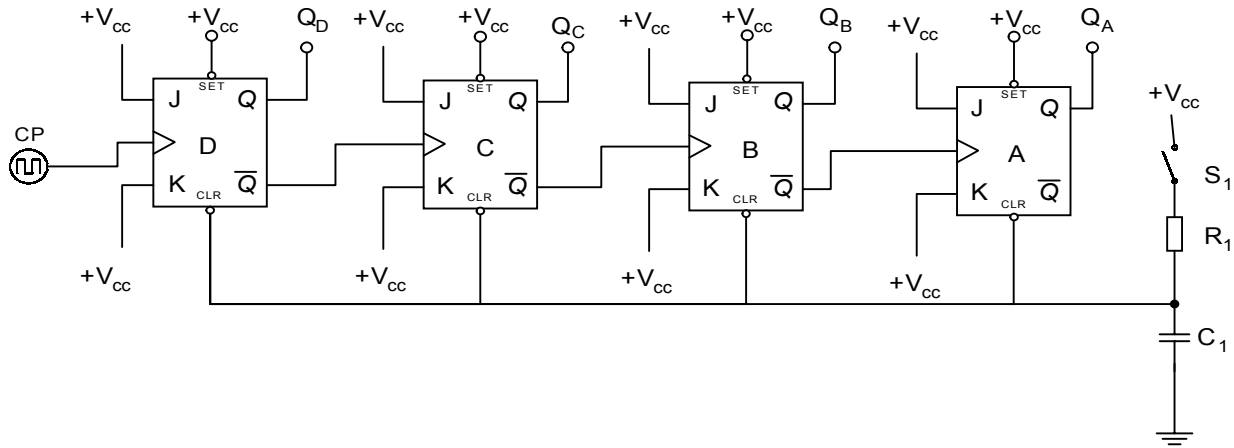 +Vcc +Vcc QD +Vcc +Vcc QC +Vcc +Vcc QB +Vcc +Vcc QA
SET SET SET SET
J Q J Q J Q J Q
+Vcc
CP
D C B A
S1
K Q̅ K Q̅ K Q̅ K Q̅
CLR CLR CLR CLR
R1
+Vcc +Vcc +Vcc +Vcc
C1